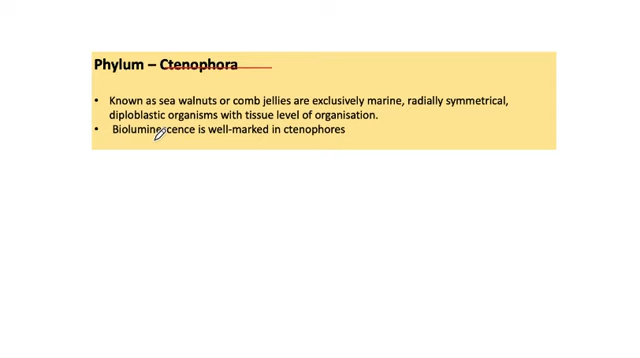 Phylum – Ctenophora
• Known as sea walnuts or comb jellies are exclusively marine, radially symmetrical,
diploblastic organisms with tissue level of organisation.
• Bioluminescence is well-marked in ctenophores